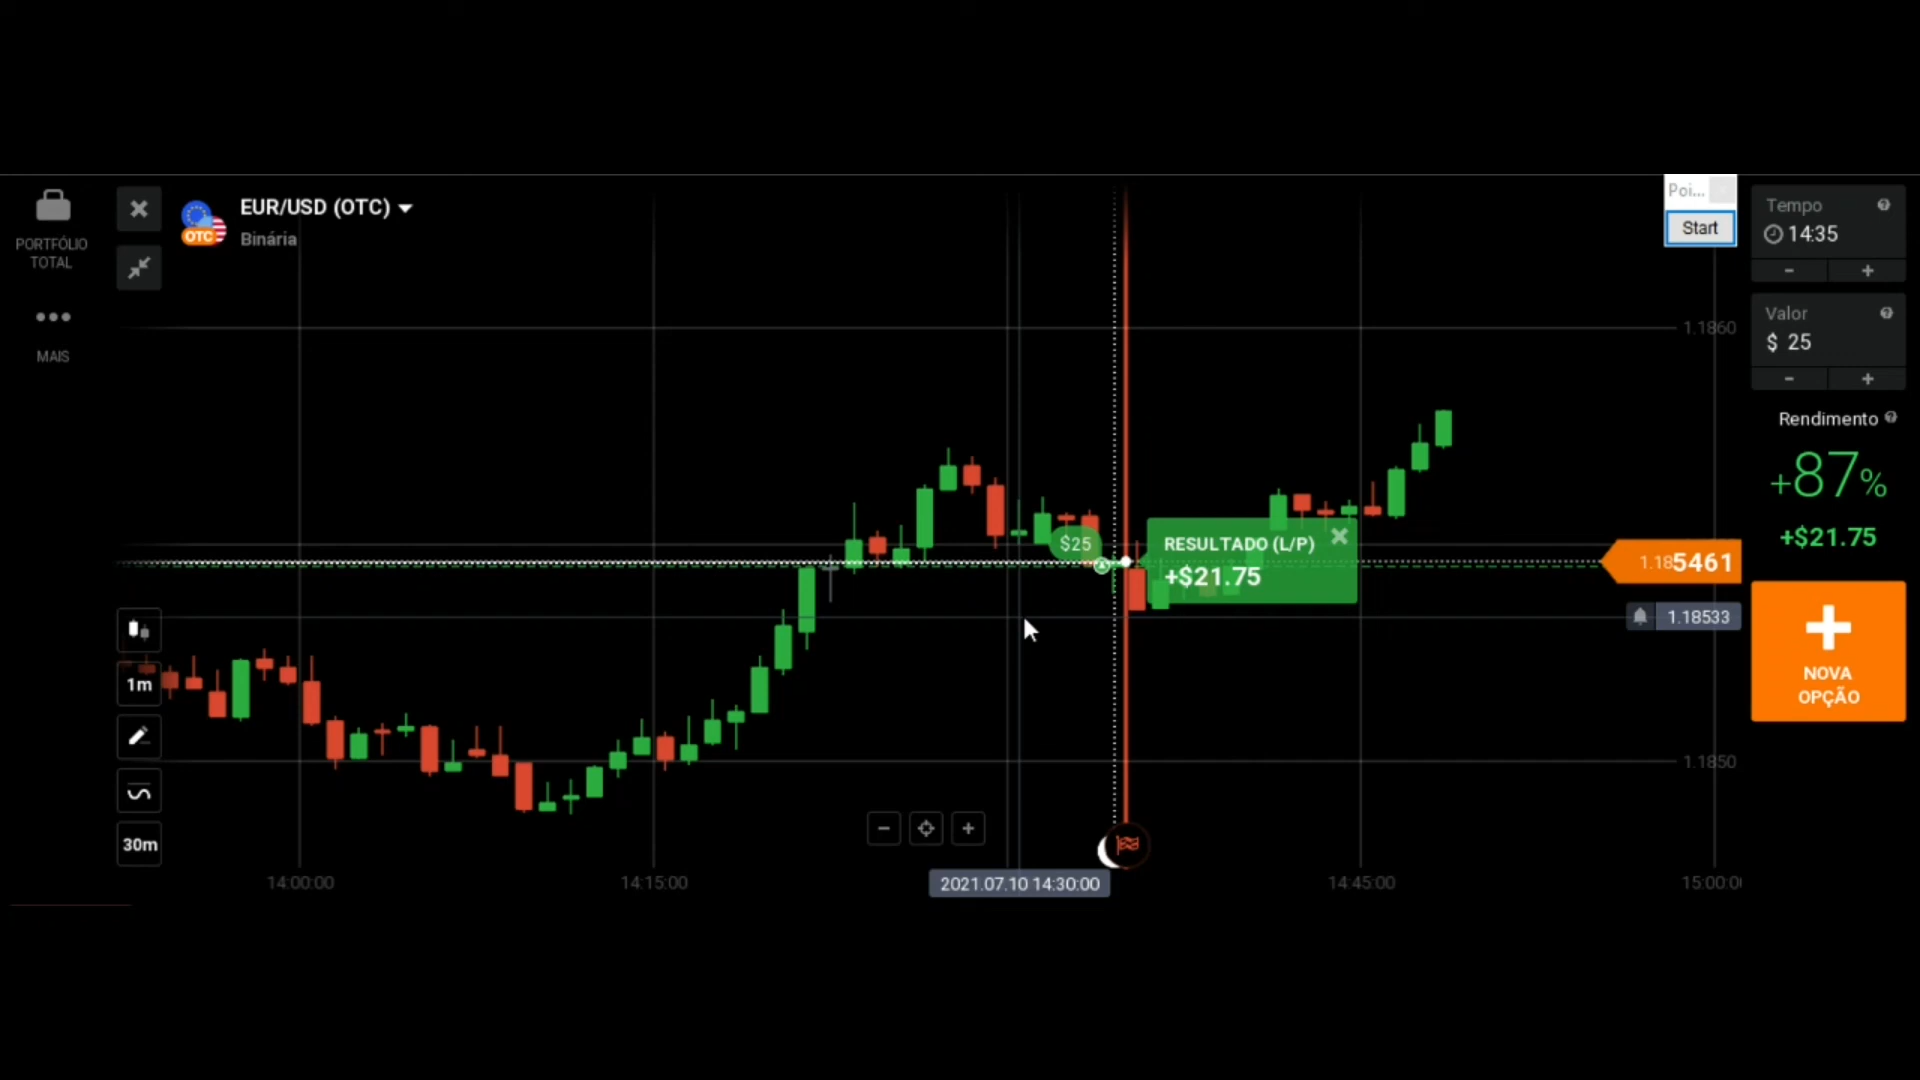 PORTFÓLIO
TOTAL
MAIS
EUR/USD (OTC)
OTC
Binária
1m
30m
$25
RESULTADO (L/P)
+$21.75
1.1860
1.185461
1.18533
1.1850
14:00:00
14:15:00
2021.07.10 14:30:00
14:45:00
15:00:0
Poi...
Start
Tempo
14:35
Valor
$ 25
Rendimento
+87%
+$21.75
NOVA
OPÇÃO